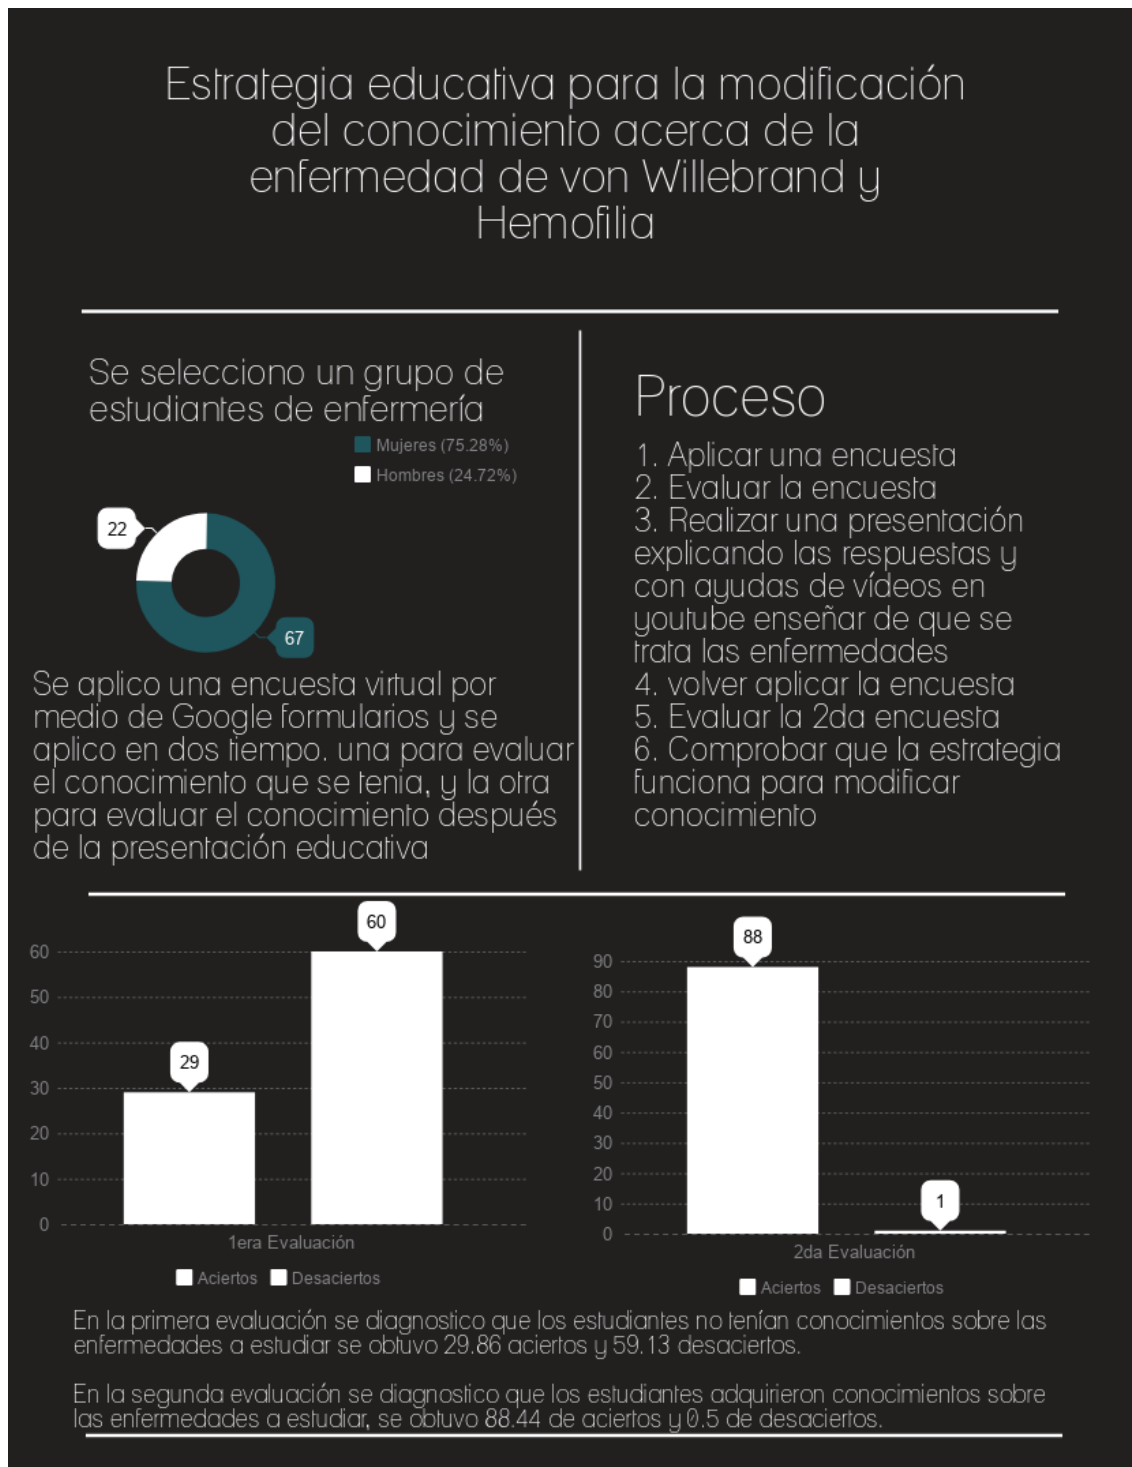 Estrategia educativa para la modificación
del conocimiento acerca de la
enfermedad de von Willebrand y
Hemofilia
Se selecciono un grupo de
estudiantes de enfermería
Mujeres (75.28%)
Hombres (24.72%)
22
67
Se aplico una encuesta virtual por
medio de Google formularios y se
aplico en dos tiempo. una para evaluar
el conocimiento que se tenia, y la otra
para evaluar el conocimiento después
de la presentación educativa
Proceso
1. Aplicar una encuesta
2. Evaluar la encuesta
3. Realizar una presentación
explicando las respuestas y
con ayudas de vídeos en
youtube enseñar de que se
trata las enfermedades
4. volver aplicar la encuesta
5. Evaluar la 2da encuesta
6. Comprobar que la estrategia
funciona para modificar
conocimiento
60
29
60
50
40
30
20
10
0
1era Evaluación
Aciertos Desaciertos
88
1
90
80
70
60
50
40
30
20
10
0
2da Evaluación
Aciertos Desaciertos
En la primera evaluación se diagnostico que los estudiantes no tenían conocimientos sobre las
enfermedades a estudiar se obtuvo 29.86 aciertos y 59.13 desaciertos.
En la segunda evaluación se diagnostico que los estudiantes adquirieron conocimientos sobre
las enfermedades a estudiar, se obtuvo 88.44 de aciertos y 0.5 de desaciertos.